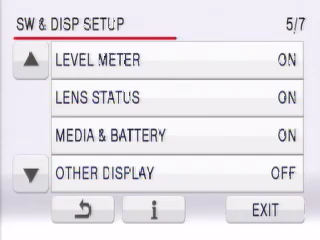 SW & DISP SETUP 5/7
LEVEL METER ON
LENS STATUS ON
MEDIA & BATTERY ON
OTHER DISPLAY OFF
i EXIT